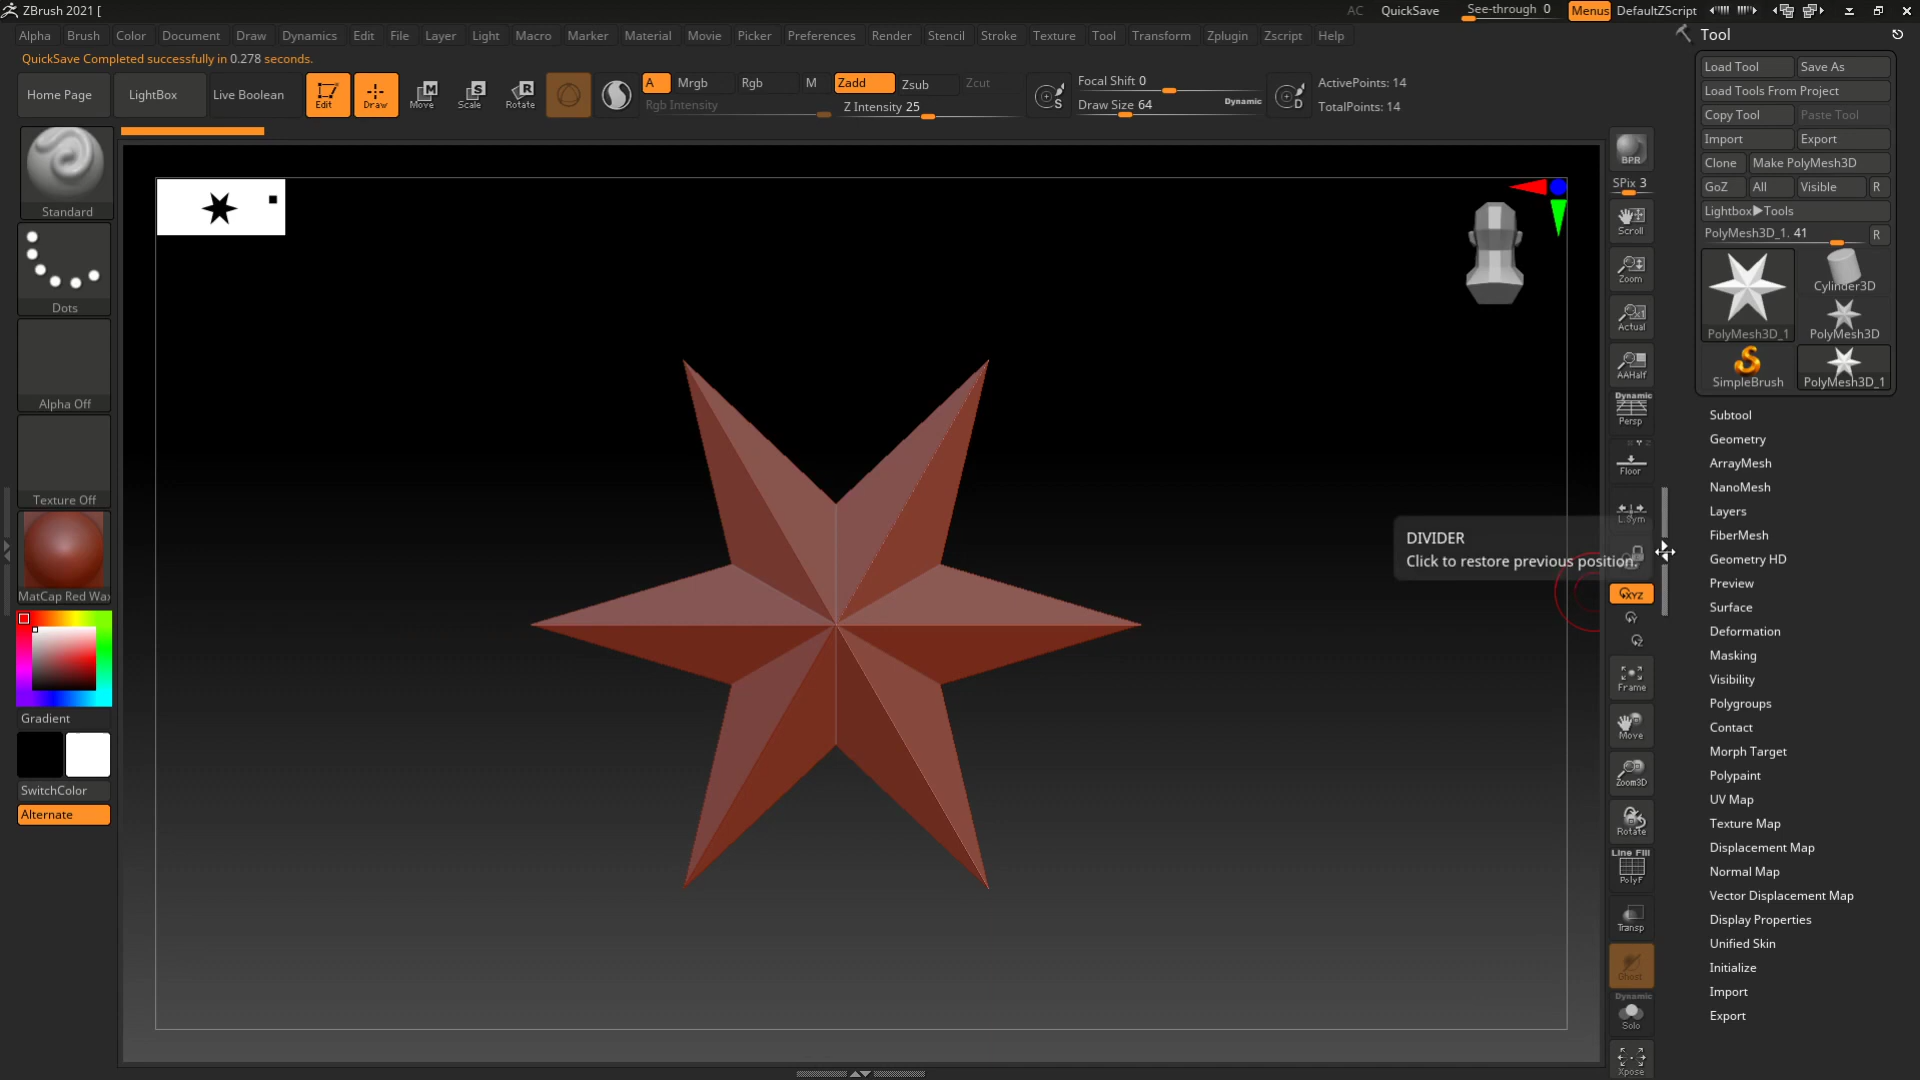 ZBrush 2021 [
AC QuickSave See-through 0 Menus DefaultZScript
Alpha Brush Color Document Draw Dynamics Edit File Layer Light Macro Marker Material Movie Picker Preferences Render Stencil Stroke Texture Tool Transform Zplugin Zscript Help
QuickSave Completed successfully in 0.278 seconds.
Home Page LightBox Live Boolean Edit Draw Move Scale Rotate
A Mrgb Rgb M Zadd Zsub Zcut
Rgb Intensity Z Intensity 25
Focal Shift 0
Draw Size 64 Dynamic
ActivePoints: 14
TotalPoints: 14
Standard
Dots
Alpha Off
Texture Off
MatCap Red Wax
Gradient
SwitchColor
Alternate
DIVIDER
Click to restore previous position.
BPR
SPix 3
Scroll
Zoom
Actual
AAHalf
Dynamic
Persp
Floor
L.Sym
XYZ
Frame
Move
Zoom3D
Rotate
Line Fill
PolyF
Transp
Ghost
Dynamic
Solo
Xpose
Tool
Load Tool Save As
Load Tools From Project
Copy Tool Paste Tool
Import Export
Clone Make PolyMesh3D
GoZ All Visible R
Lightbox▶Tools
PolyMesh3D_1. 41 R
PolyMesh3D_1
Cylinder3D
PolyMesh3D
SimpleBrush
PolyMesh3D_1
Subtool
Geometry
ArrayMesh
NanoMesh
Layers
FiberMesh
Geometry HD
Preview
Surface
Deformation
Masking
Visibility
Polygroups
Contact
Morph Target
Polypaint
UV Map
Texture Map
Displacement Map
Normal Map
Vector Displacement Map
Display Properties
Unified Skin
Initialize
Import
Export